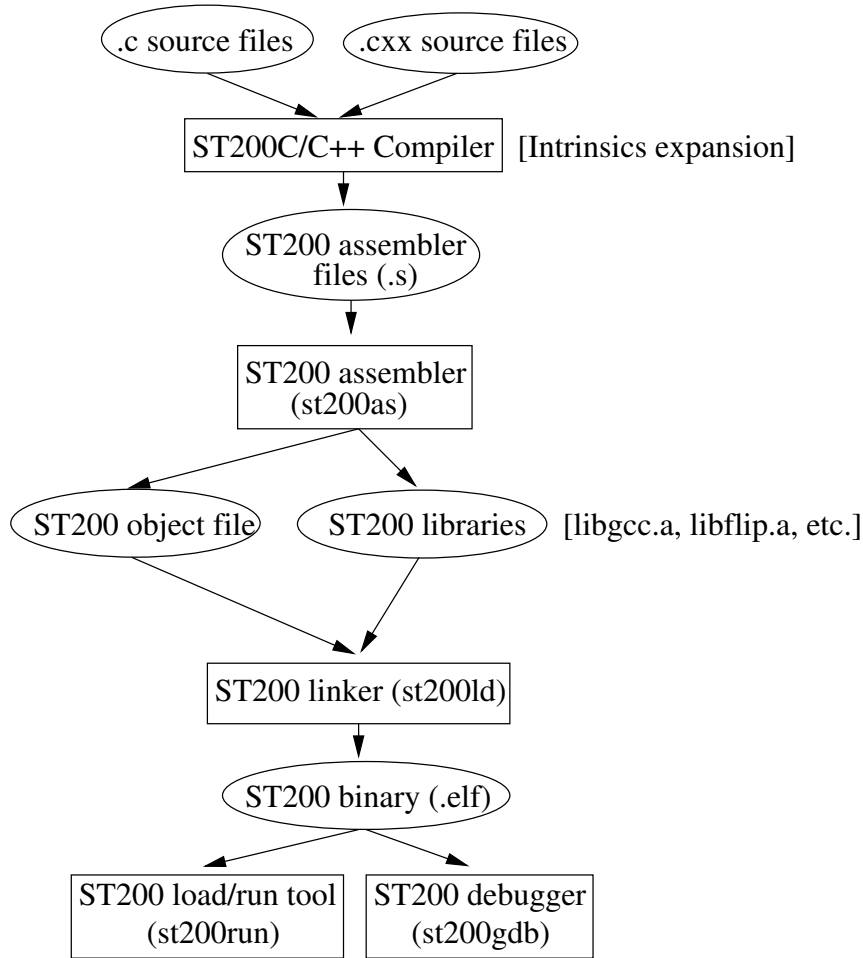 .c source files
.cxx source files
ST200C/C++ Compiler
[Intrinsics expansion]
ST200 assembler
files (.s)
ST200 assembler
(st200as)
ST200 object file
ST200 libraries
[libgcc.a, libflip.a, etc.]
ST200 linker (st200ld)
ST200 binary (.elf)
ST200 load/run tool
(st200run)
ST200 debugger
(st200gdb)